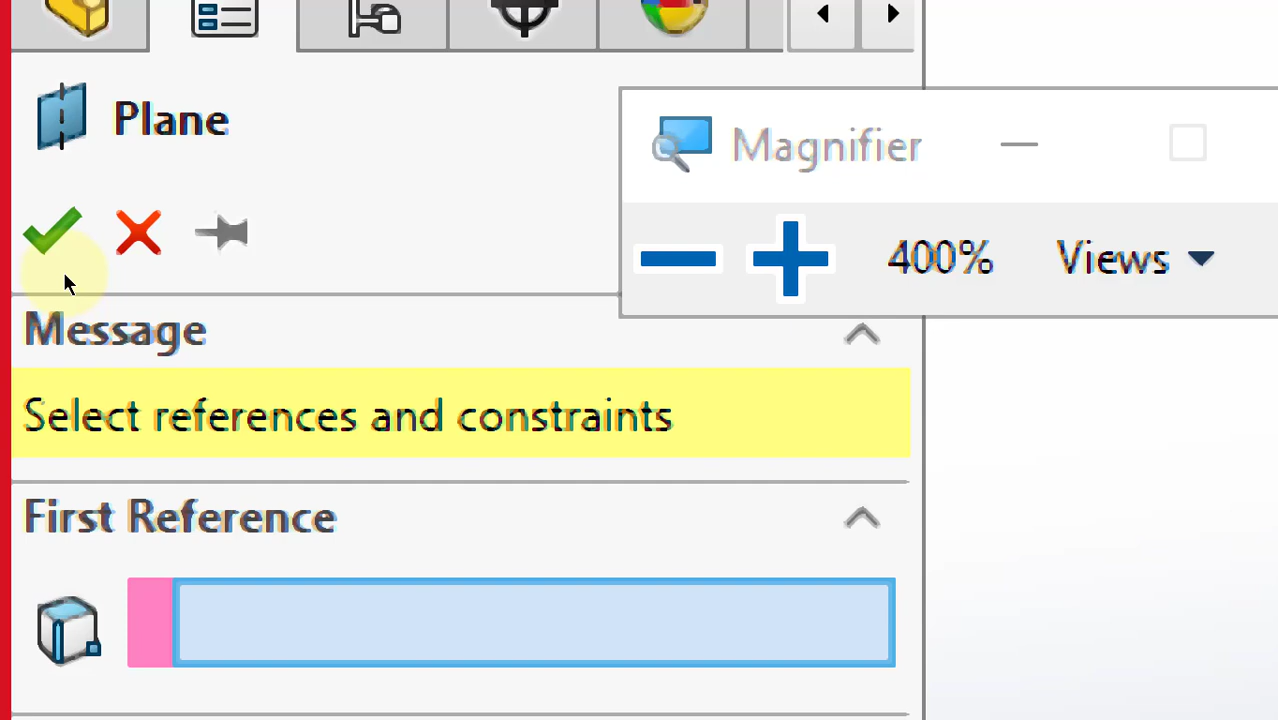 Plane
Magnifier
400% Views
Message
Select references and constraints
First Reference